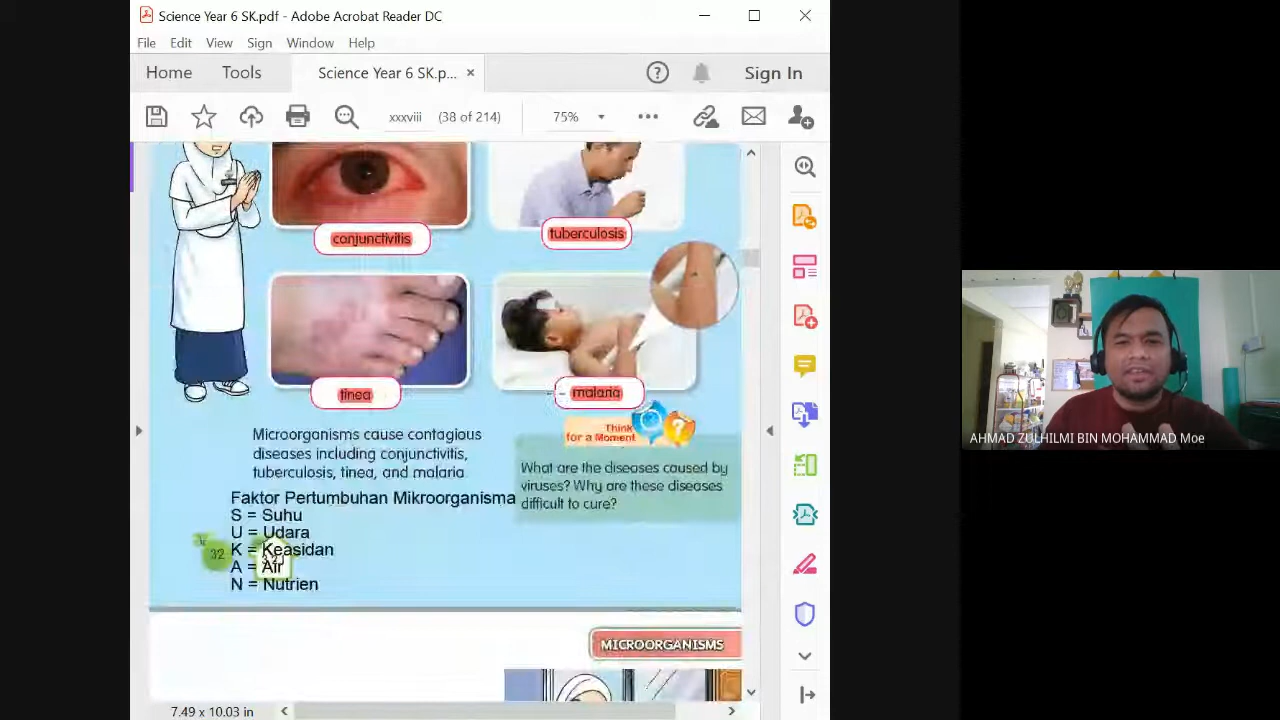 Science Year 6 SK.pdf - Adobe Acrobat Reader DC
File Edit View Sign Window Help
Home Tools Science Year 6 SK.p... × Sign In
xxxviii (38 of 214) 75%
conjunctivitis
tuberculosis
tinea
malaria
Microorganisms cause contagious
diseases including conjunctivitis,
tuberculosis, tinea, and malaria.
Think
for a Moment
What are the diseases caused by
viruses? Why are these diseases
difficult to cure?
Faktor Pertumbuhan Mikroorganisma
S = Suhu
U = Udara
K = Keasidan
A = Air
N = Nutrien
32
MICROORGANISMS
7.49 x 10.03 in
AHMAD ZULHILMI BIN MOHAMMAD Moe